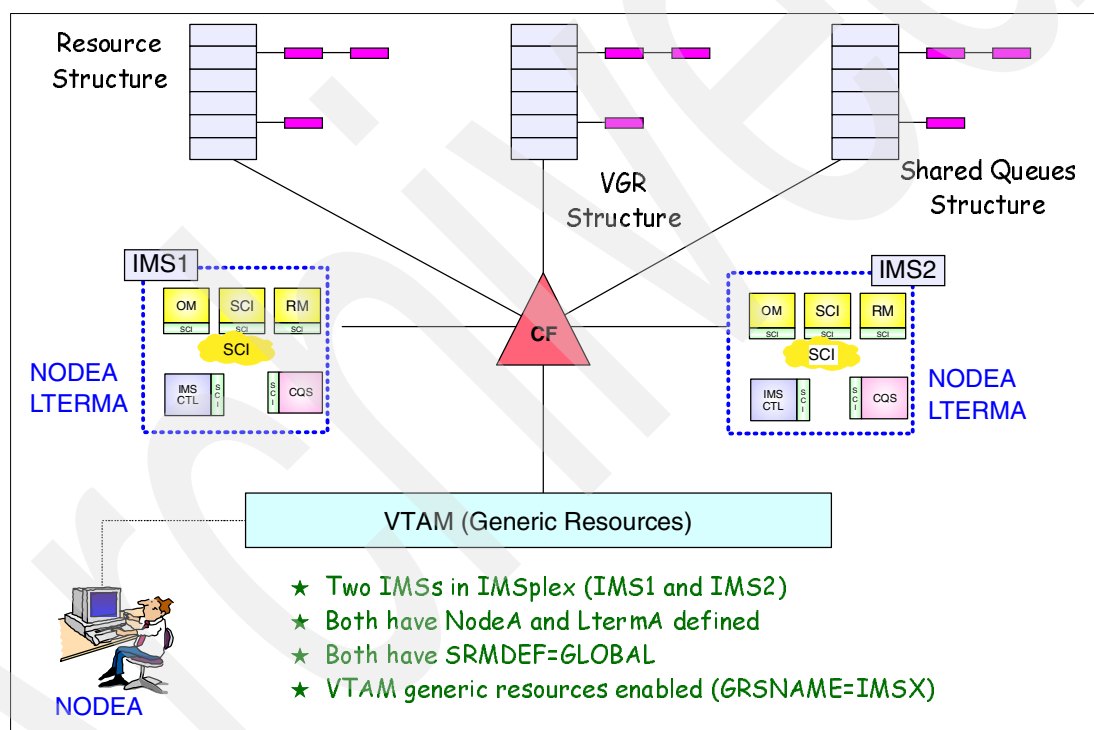 Resource
Structure
VGR
Structure
Shared Queues
Structure
IMS1
OM
SCI
RM
SCI
SCI
SCI
SCI
IMS
CTL
SCI
SCI
CQS
NODEA
LTERMA
CF
IMS2
OM
SCI
RM
SCI
SCI
SCI
SCI
IMS
CTL
SCI
SCI
CQS
NODEA
LTERMA
VTAM (Generic Resources)
★ Two IMSs in IMSplex (IMS1 and IMS2)
★ Both have NodeA and LtermA defined
★ Both have SRMDEF=GLOBAL
★ VTAM generic resources enabled (GRSNAME=IMSX)
NODEA